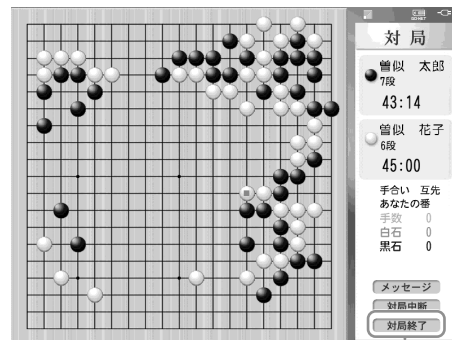 対局
曽似 太郎
7段
43:14
曽似 花子
6段
45:00
手合い 互先
あなたの番
手数 0
白石 0
黒石 0
メッセージ
対局中断
対局終了